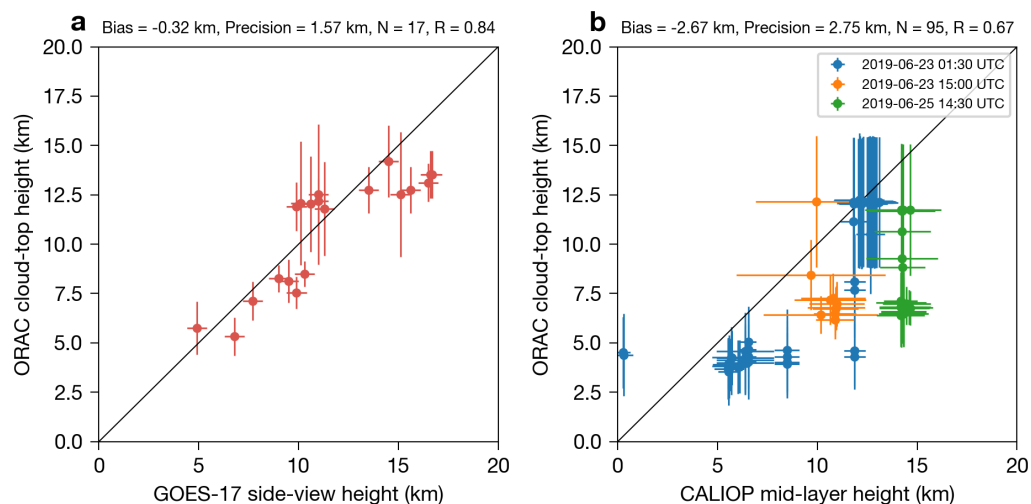 a
Bias = -0.32 km, Precision = 1.57 km, N = 17, R = 0.84
20.0
17.5
15.0
12.5
10.0
7.5
5.0
2.5
0.0
ORAC cloud-top height (km)
0
5
10
15
20
GOES-17 side-view height (km)
b
Bias = -2.67 km, Precision = 2.75 km, N = 95, R = 0.67
2019-06-23 01:30 UTC
2019-06-23 15:00 UTC
2019-06-25 14:30 UTC
20.0
17.5
15.0
12.5
10.0
7.5
5.0
2.5
0.0
ORAC cloud-top height (km)
0
5
10
15
20
CALIOP mid-layer height (km)